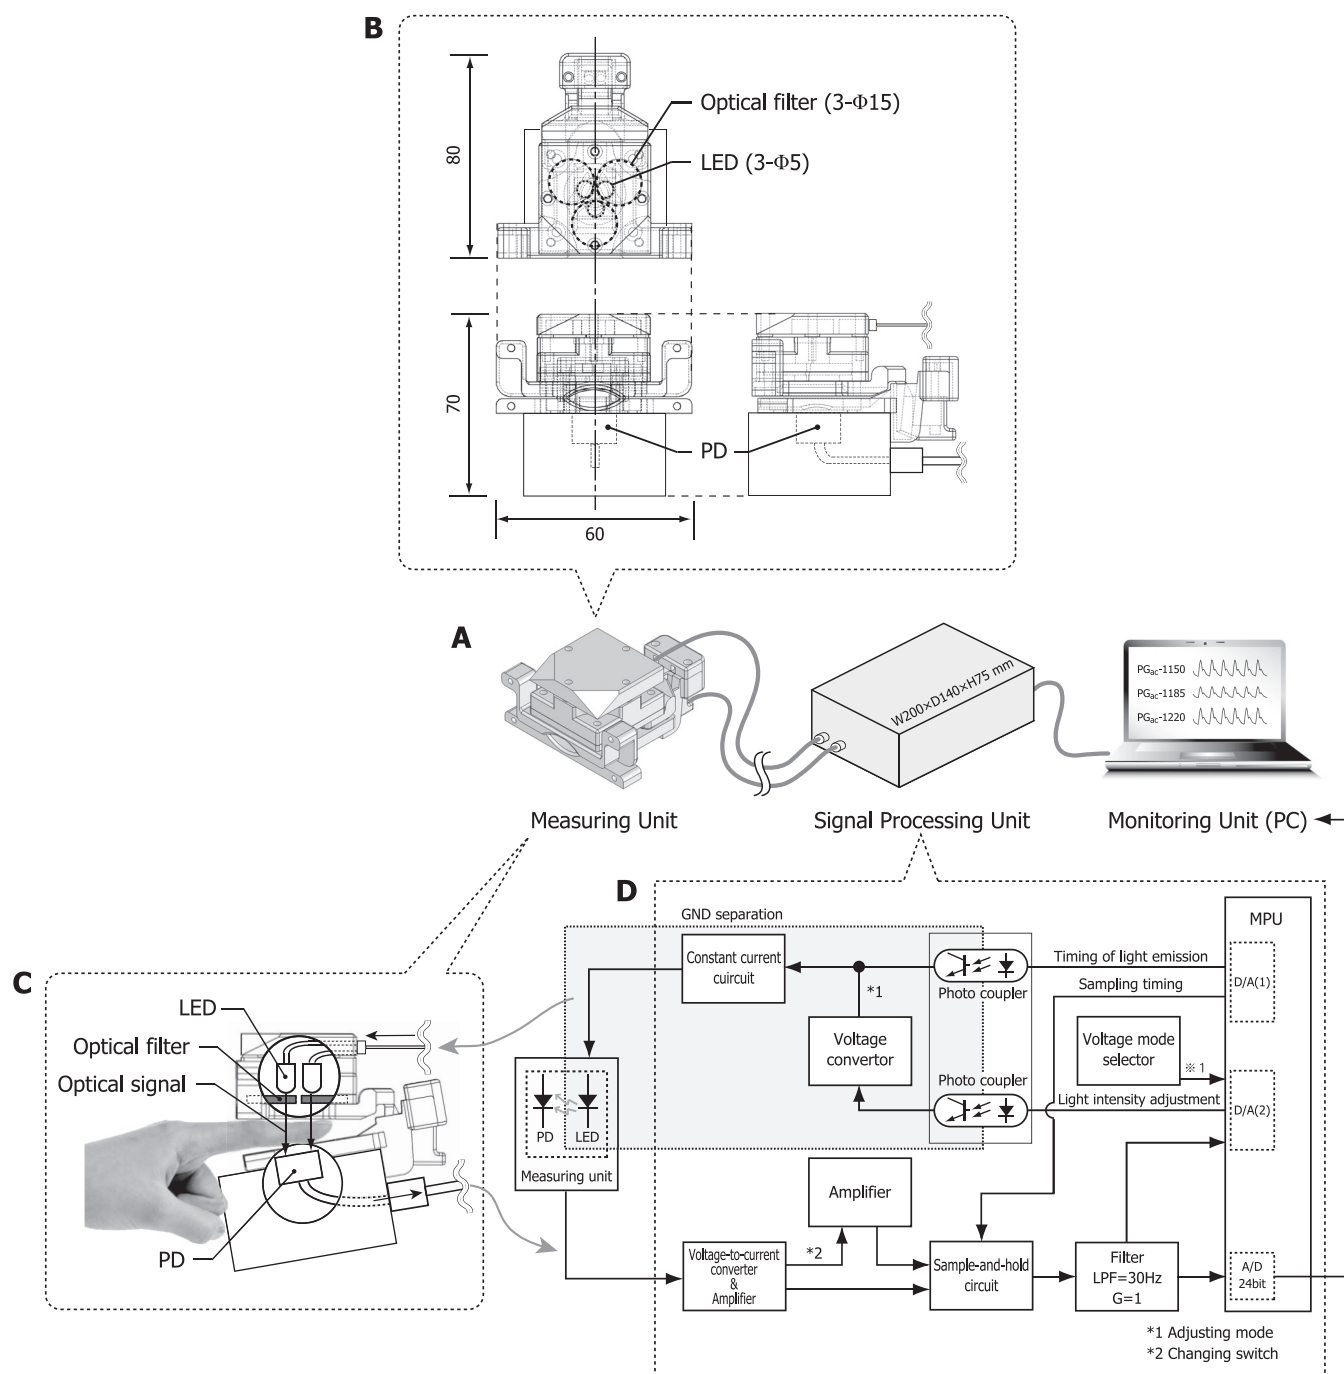 B
Optical filter (3-Φ15)
LED (3-Φ5)
80
70
PD
60
A
W200×D140×H75 mm
PGac-1150
PGac-1185
PGac-1220
Measuring Unit
Signal Processing Unit
Monitoring Unit (PC)
D
GND separation
MPU
Constant current
cuircuit
Timing of light emission
D/A(1)
Photo coupler
Sampling timing
*1
Voltage
convertor
Voltage mode
selector
※ 1
Photo coupler
Light intensity adjustment
D/A(2)
PD
LED
Measuring unit
Amplifier
*2
Voltage-to-current
converter
&
Amplifier
Sample-and-hold
circuit
Filter
LPF=30Hz
G=1
A/D
24bit
*1 Adjusting mode
*2 Changing switch
C
LED
Optical filter
Optical signal
PD